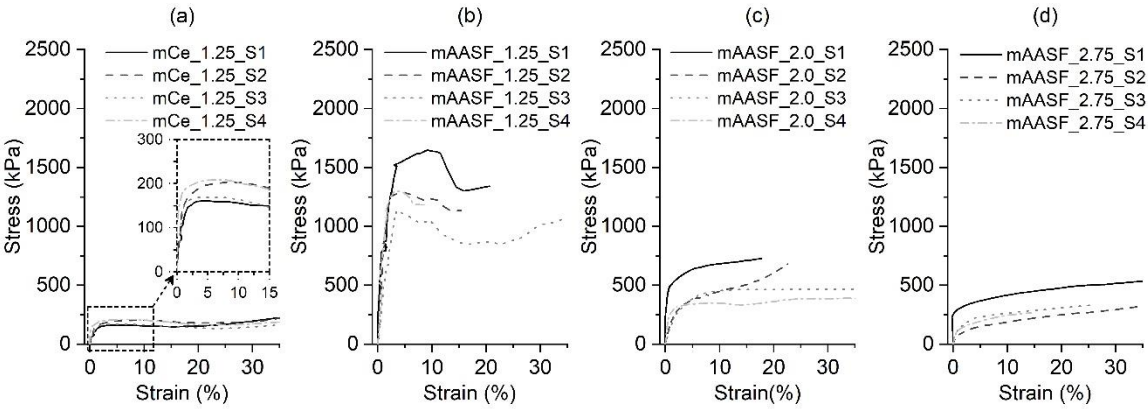 (a)
2500
2000
1500
1000
500
0
Stress (kPa)
mCe_1.25_S1
mCe_1.25_S2
mCe_1.25_S3
mCe_1.25_S4
300
200
100
0
0 5 10 15
0 10 20 30
Strain (%)
(b)
2500
2000
1500
1000
500
0
Stress (kPa)
mAASF_1.25_S1
mAASF_1.25_S2
mAASF_1.25_S3
mAASF_1.25_S4
0 10 20 30
Strain (%)
(c)
2500
2000
1500
1000
500
0
Stress (kPa)
mAASF_2.0_S1
mAASF_2.0_S2
mAASF_2.0_S3
mAASF_2.0_S4
0 10 20 30
Strain(%)
(d)
2500
2000
1500
1000
500
0
Stress (kPa)
mAASF_2.75_S1
mAASF_2.75_S2
mAASF_2.75_S3
mAASF_2.75_S4
0 10 20 30
Strain (%)